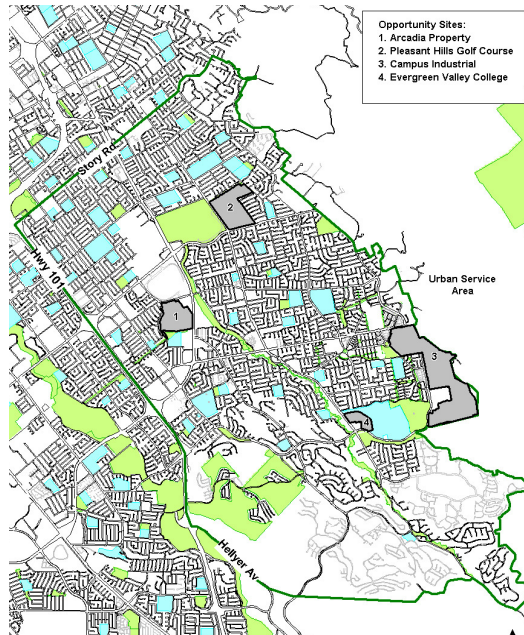 Opportunity Sites:
1. Arcadia Property
2. Pleasant Hills Golf Course
3. Campus Industrial
4. Evergreen Valley College
Story Rd
2
Hwy 101
Urban Service
Area
1
3
4
Hellyer Av